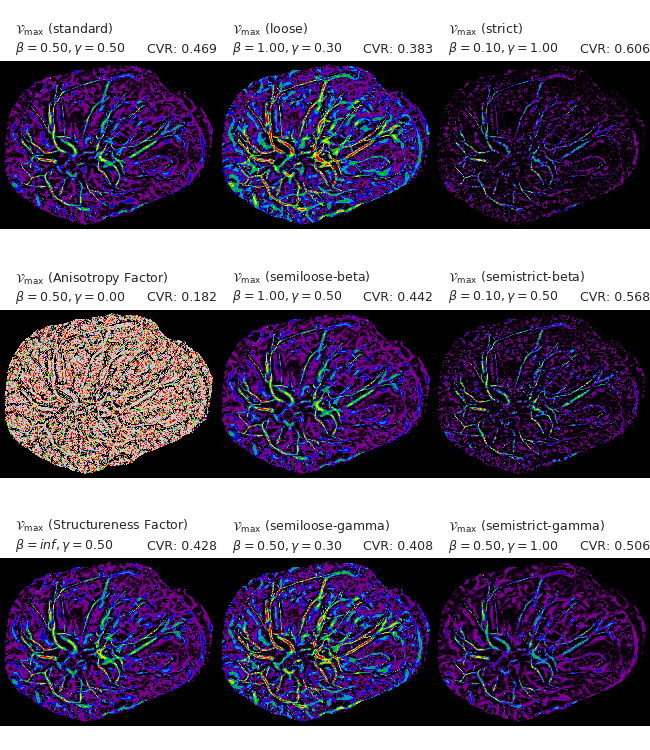 𝒱max (standard)
β = 0.50, γ = 0.50 CVR: 0.469
𝒱max (loose)
β = 1.00, γ = 0.30 CVR: 0.383
𝒱max (strict)
β = 0.10, γ = 1.00 CVR: 0.606
𝒱max (Anisotropy Factor)
β = 0.50, γ = 0.00 CVR: 0.182
𝒱max (semiloose-beta)
β = 1.00, γ = 0.50 CVR: 0.442
𝒱max (semistrict-beta)
β = 0.10, γ = 0.50 CVR: 0.568
𝒱max (Structureness Factor)
β = inf, γ = 0.50 CVR: 0.428
𝒱max (semiloose-gamma)
β = 0.50, γ = 0.30 CVR: 0.408
𝒱max (semistrict-gamma)
β = 0.50, γ = 1.00 CVR: 0.506